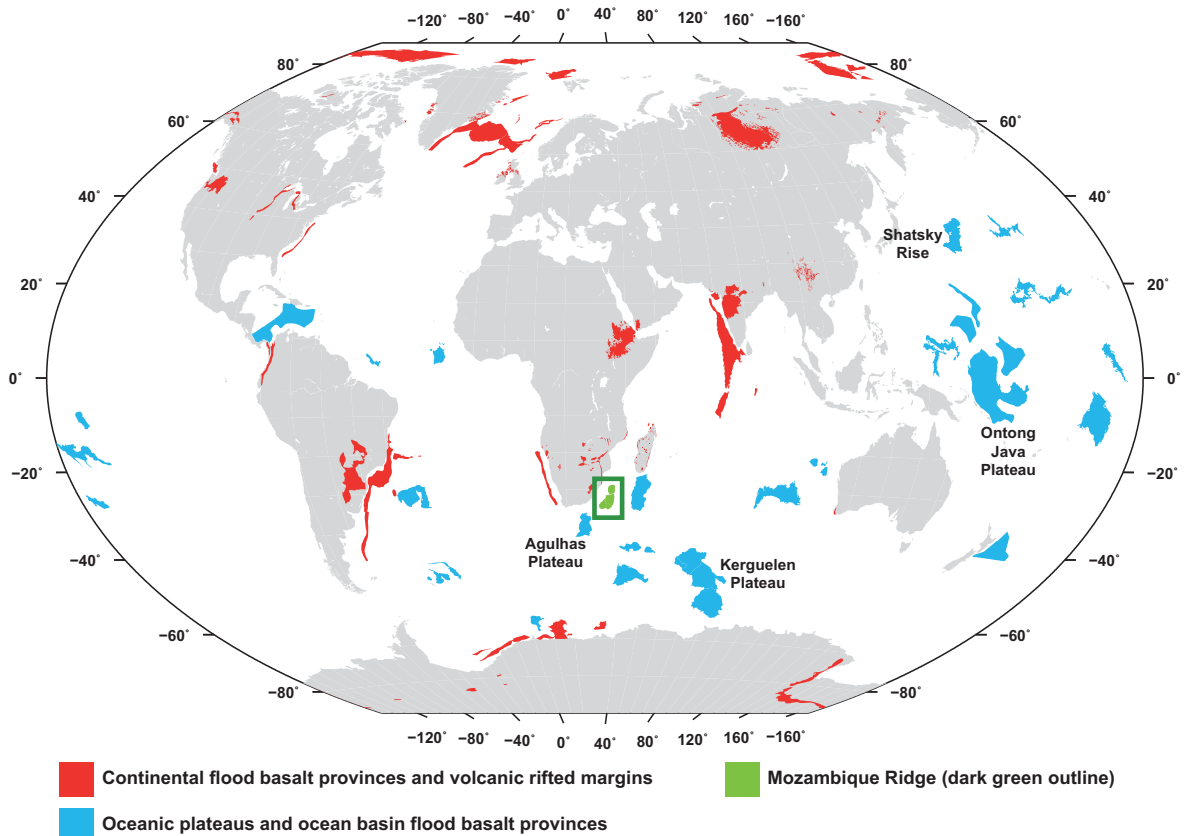 −120˚ −80˚ −40˚ 0˚ 40˚ 80˚ 120˚ 160˚ −160˚
80˚ 80˚
60˚ 60˚
40˚ 40˚
Shatsky
Rise
20˚ 20˚
0˚ 0˚
Ontong
Java
Plateau
−20˚ −20˚
Agulhas
Plateau
Kerguelen
Plateau
−40˚ −40˚
−60˚ −60˚
−80˚ −80˚
−120˚ −40˚ 0˚ 40˚ 80˚ 120˚ 160˚ −160˚
Continental flood basalt provinces and volcanic rifted margins
Mozambique Ridge (dark green outline)
Oceanic plateaus and ocean basin flood basalt provinces